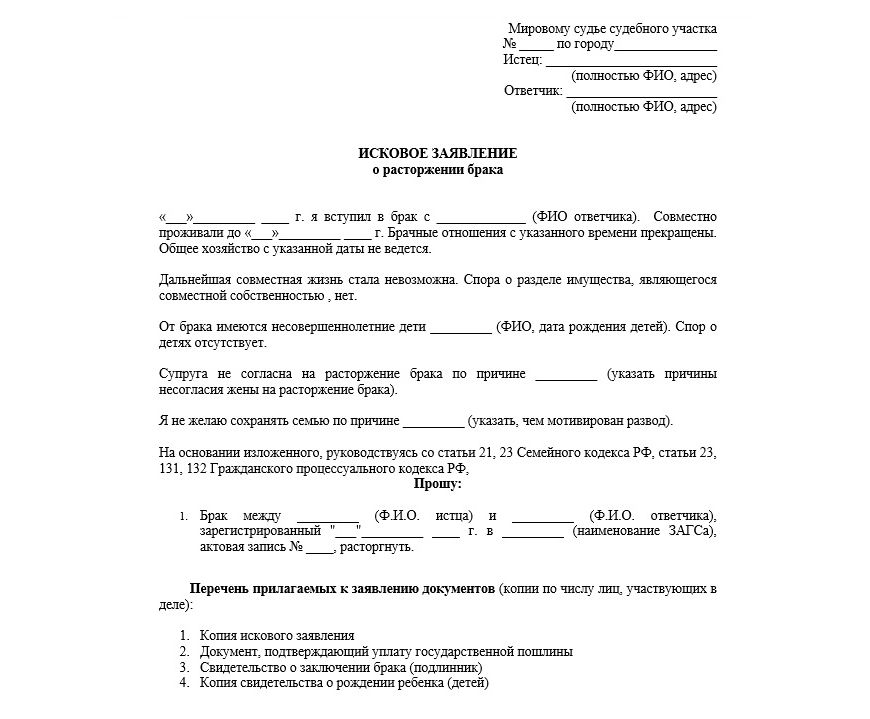 Мировому судье судебного участка
№ _____ по городу_______________
Истец: _________________________
(полностью ФИО, адрес)
Ответчик: ______________________
(полностью ФИО, адрес)
ИСКОВОЕ ЗАЯВЛЕНИЕ
о расторжении брака
«___»_________ ____ г. я вступил в брак с _____________ (ФИО ответчика). Совместно
проживали до «___»_________ ____ г. Брачные отношения с указанного времени прекращены.
Общее хозяйство с указанной даты не ведется.
Дальнейшая совместная жизнь стала невозможна. Спора о разделе имущества, являющегося
совместной собственностью , нет.
От брака имеются несовершеннолетние дети _________ (ФИО, дата рождения детей). Спор о
детях отсутствует.
Супруга не согласна на расторжение брака по причине _________ (указать причины
несогласия жены на расторжение брака).
Я не желаю сохранять семью по причине _________ (указать, чем мотивирован развод).
На основании изложенного, руководствуясь со статьи 21, 23 Семейного кодекса РФ, статьи 23,
131, 132 Гражданского процессуального кодекса РФ,
Прошу:
1. Брак между _________ (Ф.И.О. истца) и _________ (Ф.И.О. ответчика),
зарегистрированный "___"_________ ____ г. в _________ (наименование ЗАГСа),
актовая запись № ____, расторгнуть.
Перечень прилагаемых к заявлению документов (копии по числу лиц, участвующих в
деле):
1. Копия искового заявления
2. Документ, подтверждающий уплату государственной пошлины
3. Свидетельство о заключении брака (подлинник)
4. Копия свидетельства о рождении ребенка (детей)